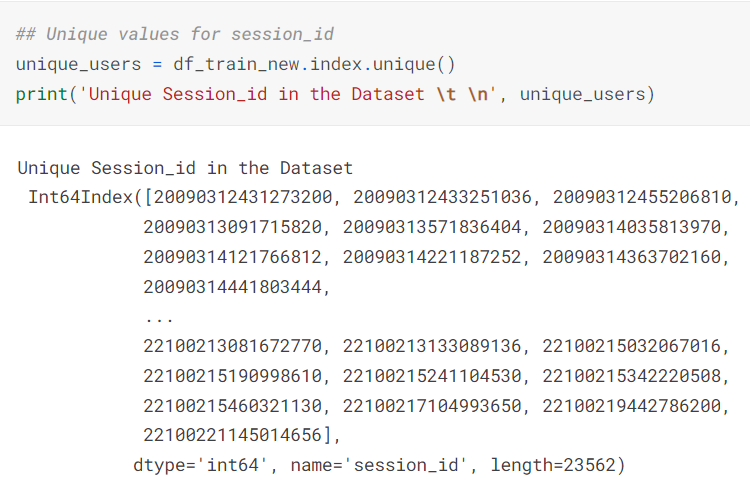 ## Unique values for session_id
unique_users = df_train_new.index.unique()
print('Unique Session_id in the Dataset \t \n', unique_users)
Unique Session_id in the Dataset
Int64Index([20090312431273200, 20090312433251036, 20090312455206810,
20090313091715820, 20090313571836404, 20090314035813970,
20090314121766812, 20090314221187252, 20090314363702160,
20090314441803444,
...
22100213081672770, 22100213133089136, 22100215032067016,
22100215190998610, 22100215241104530, 22100215342220508,
22100215460321130, 22100217104993650, 22100219442786200,
22100221145014656],
dtype='int64', name='session_id', length=23562)